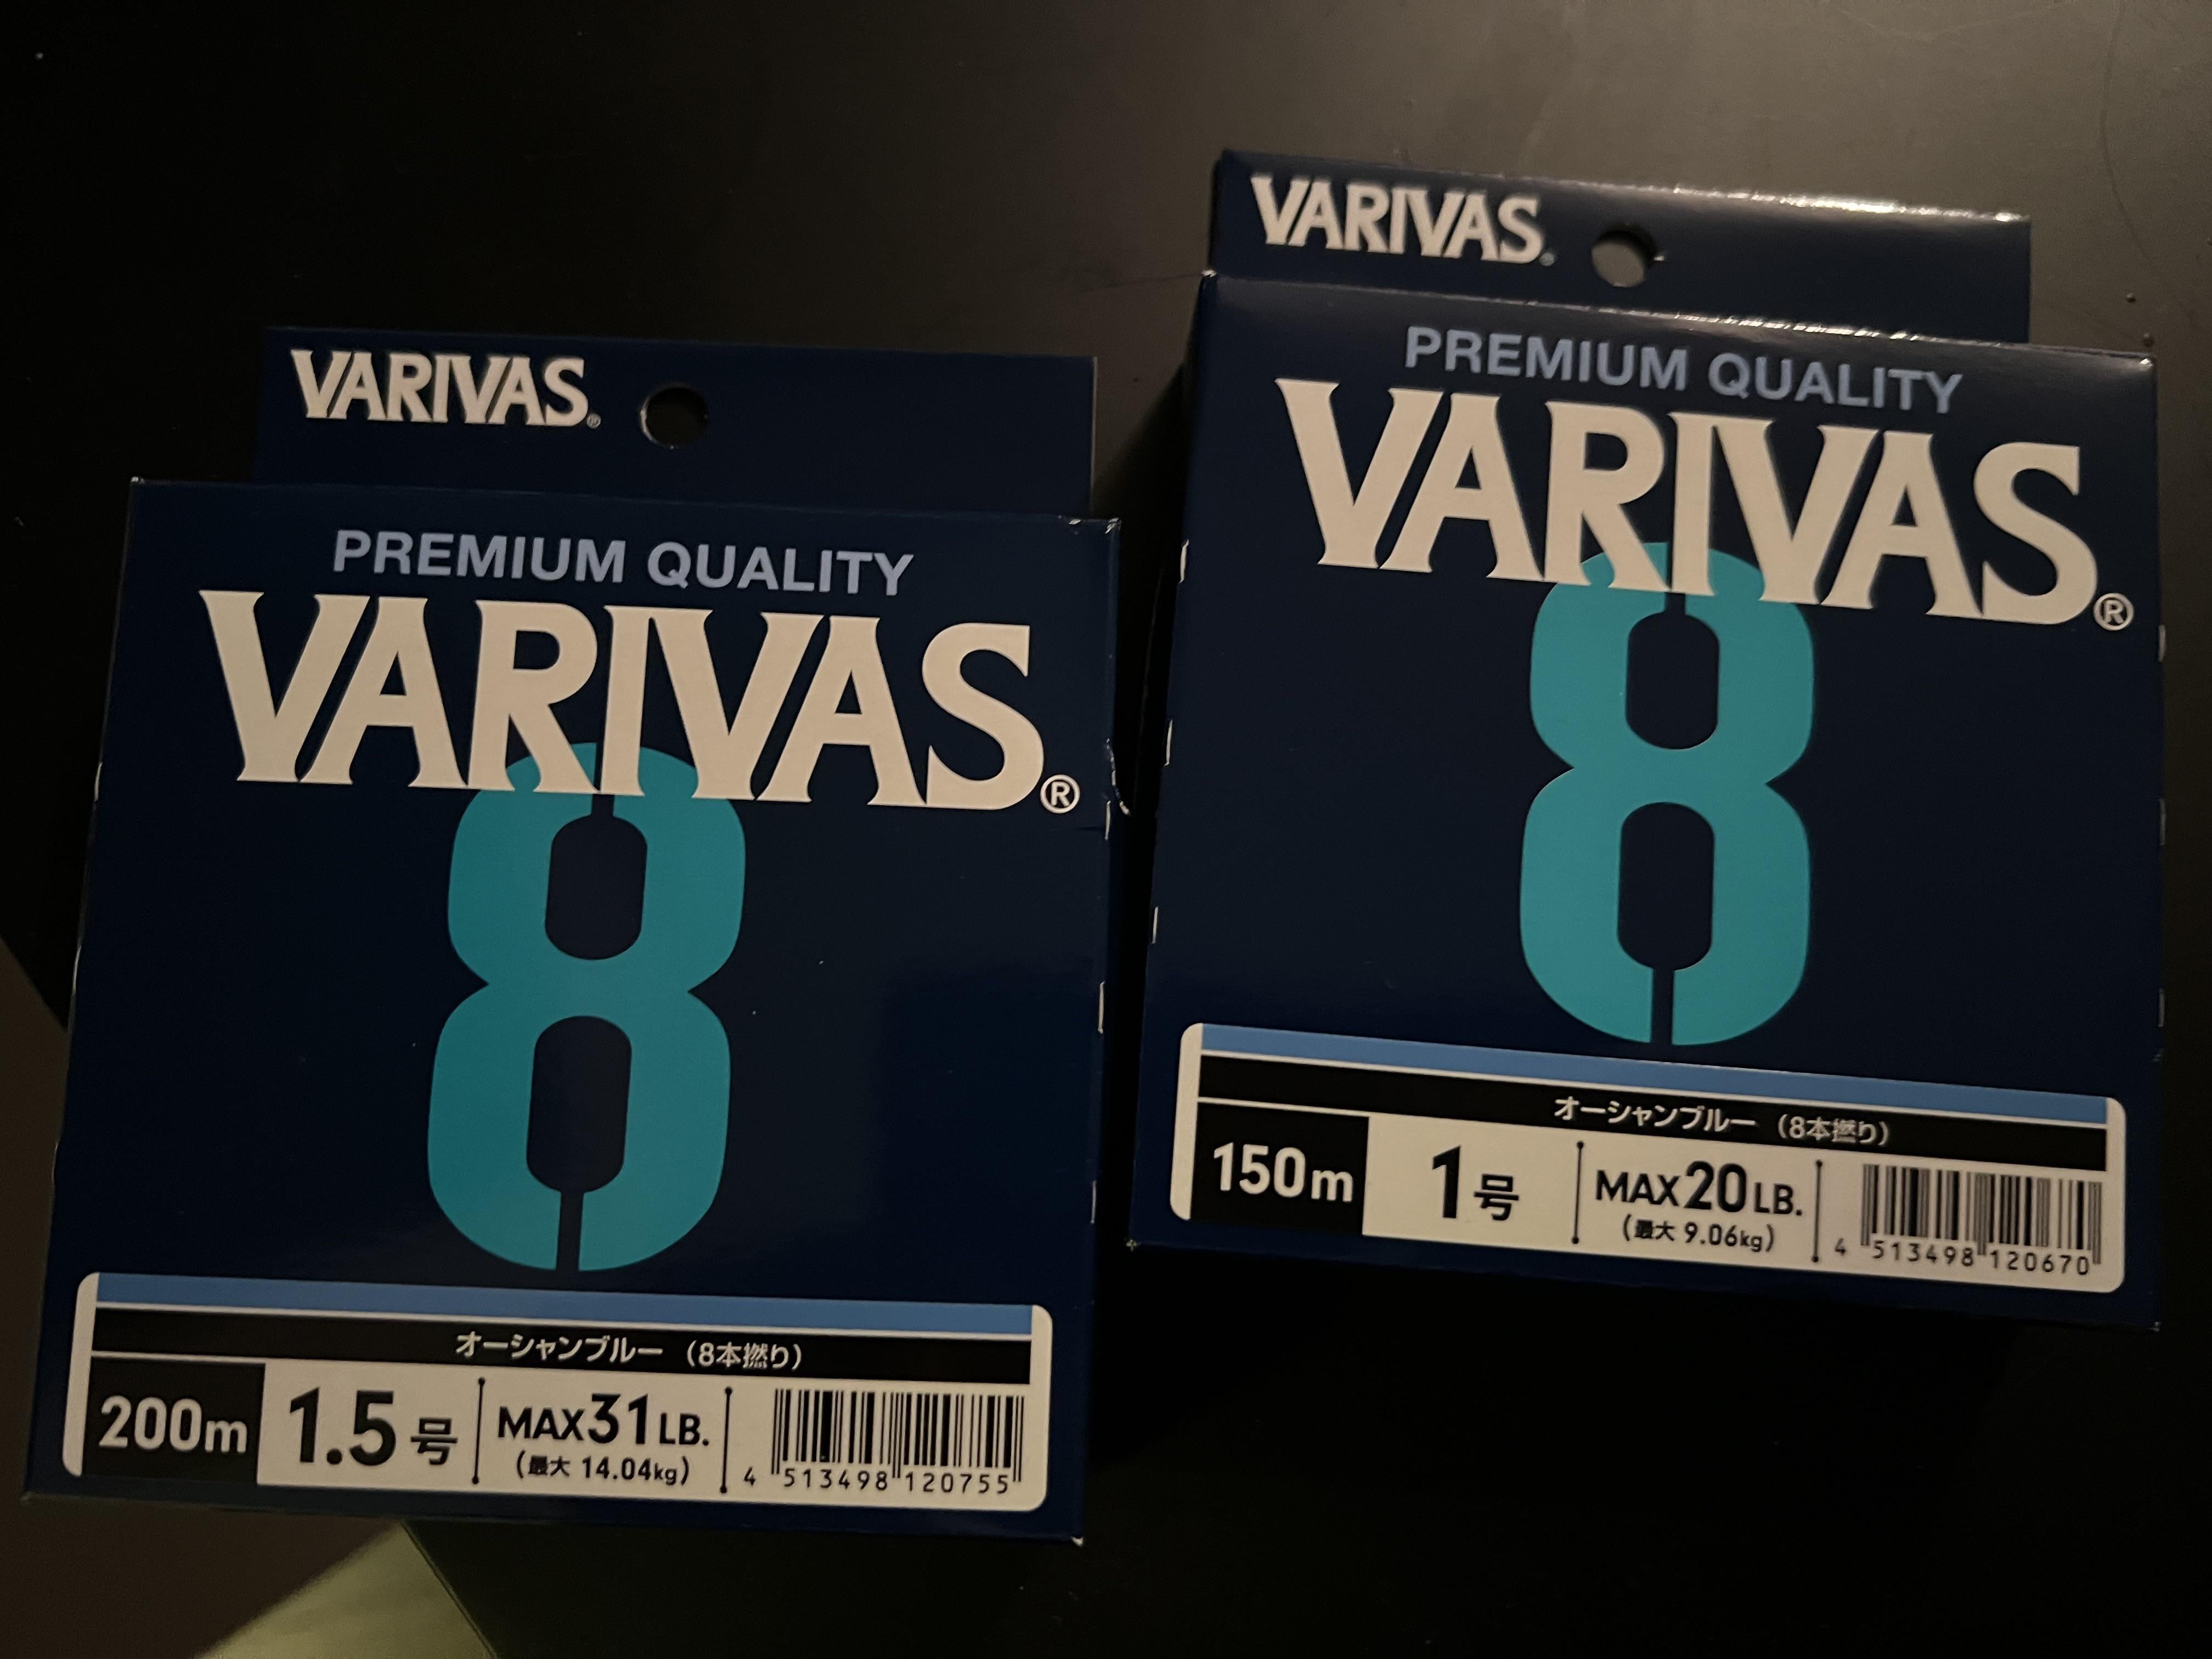 VARIVAS®
PREMIUM QUALITY
VARIVAS®
8
オーシャンブルー (8本撚り)
200m 1.5号 MAX31LB.
(最大 14.04kg)
4 513498 120755
VARIVAS®
PREMIUM QUALITY
VARIVAS®
8
オーシャンブルー (8本撚り)
150m 1号 MAX20LB.
(最大 9.06kg)
4 513498 120670